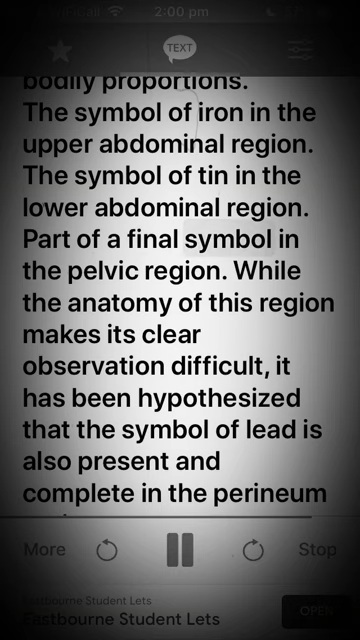 2:00 pm
TEXT
bodily proportions.
The symbol of iron in the
upper abdominal region.
The symbol of tin in the
lower abdominal region.
Part of a final symbol in
the pelvic region. While
the anatomy of this region
makes its clear
observation difficult, it
has been hypothesized
that the symbol of lead is
also present and
complete in the perineum
More Stop
Eastbourne Student Lets
Eastbourne Student Lets
OPEN